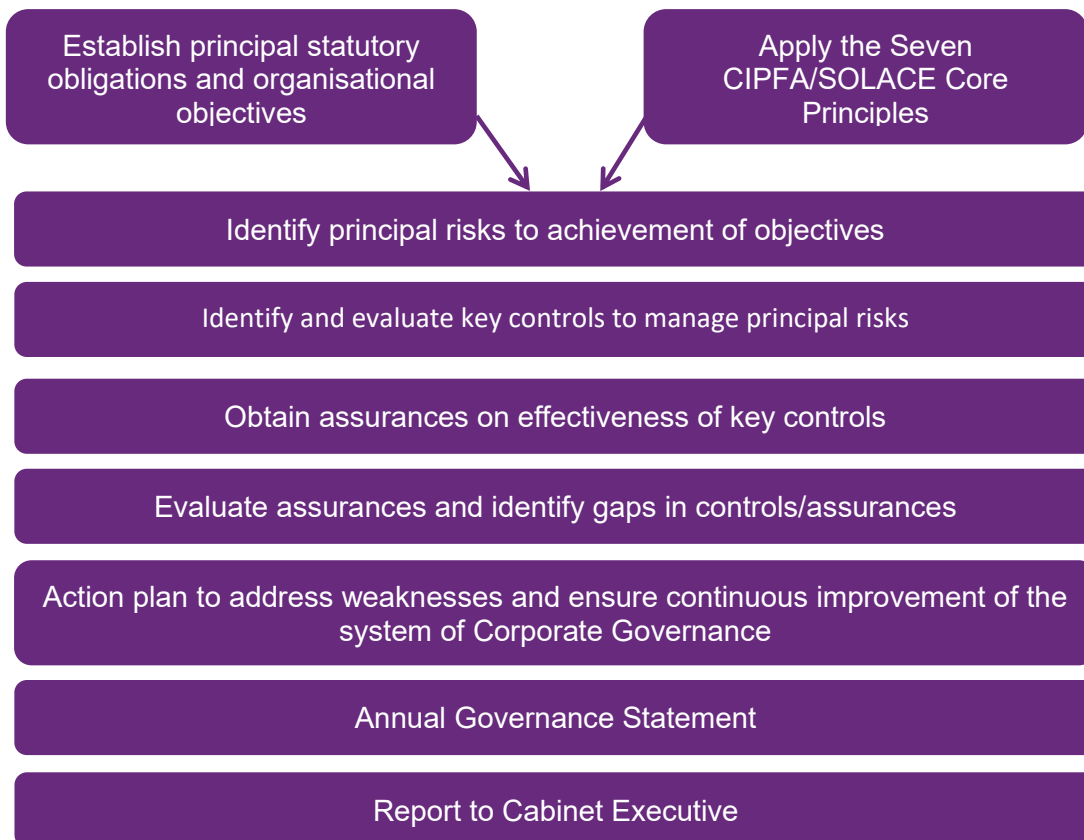 Establish principal statutory
obligations and organisational
objectives
Apply the Seven
CIPFA/SOLACE Core
Principles
Identify principal risks to achievement of objectives
Identify and evaluate key controls to manage principal risks
Obtain assurances on effectiveness of key controls
Evaluate assurances and identify gaps in controls/assurances
Action plan to address weaknesses and ensure continuous improvement of the
system of Corporate Governance
Annual Governance Statement
Report to Cabinet Executive